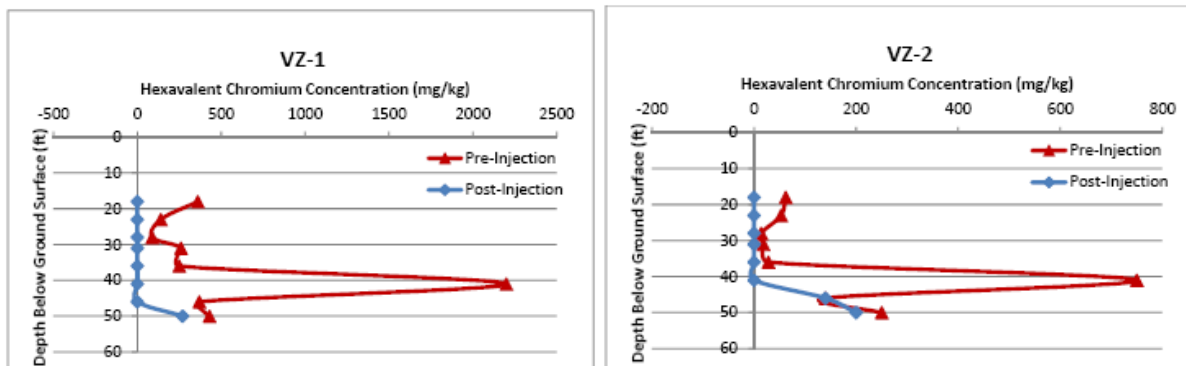 VZ-1
Hexavalent Chromium Concentration (mg/kg)
-500 0 500 1000 1500 2000 2500
Depth Below Ground Surface (ft)
0
10
20
30
40
50
60
Pre-Injection
Post-Injection
VZ-2
Hexavalent Chromium Concentration (mg/kg)
-200 0 200 400 600 800
Depth Below Ground Surface (ft)
0
10
20
30
40
50
60
Pre-Injection
Post-Injection